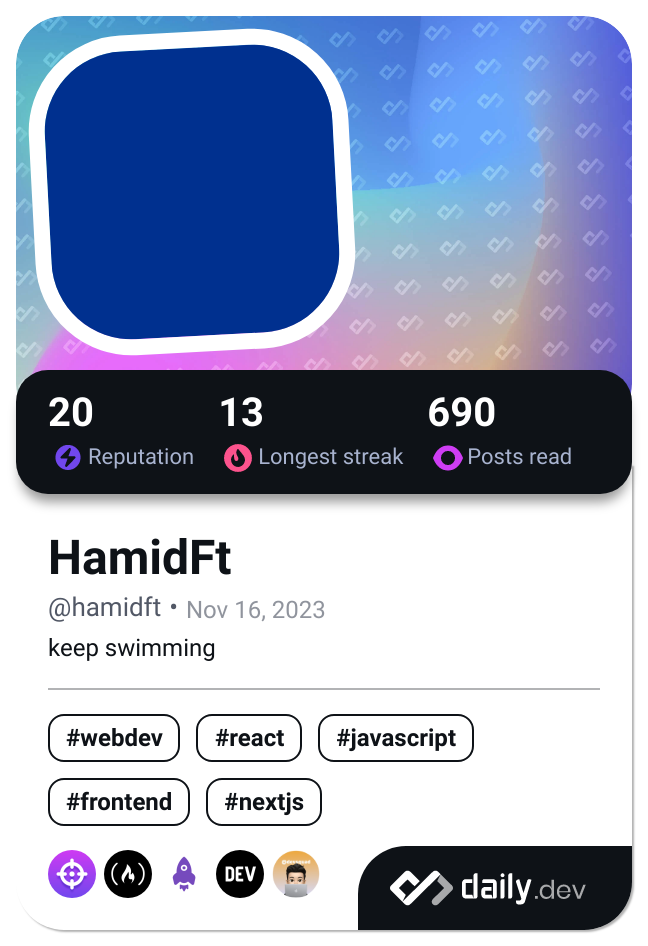 20 13 690
Reputation Longest streak Posts read
HamidFt
@hamidft • Nov 16, 2023
keep swimming
#webdev #react #javascript
#frontend #nextjs
DEV
daily.dev